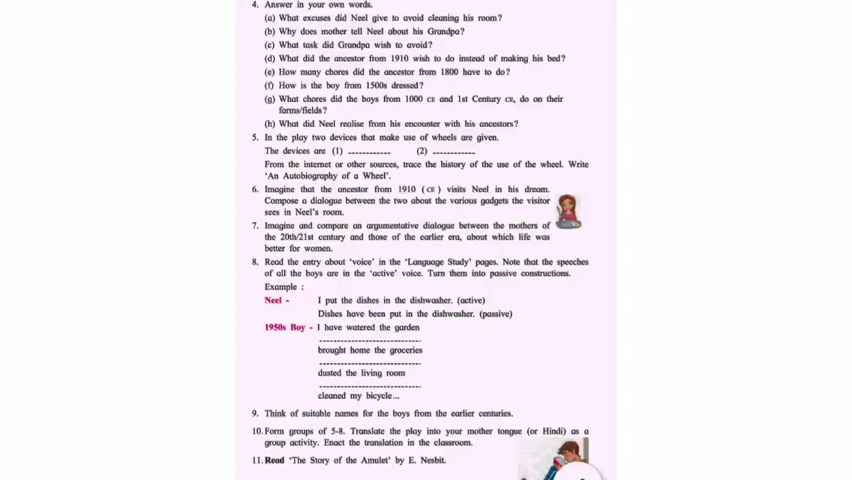 4. Answer in your own words.
(a) What excuses did Neel give to avoid cleaning his room?
(b) Why does mother tell Neel about his Grandpa?
(c) What task did Grandpa wish to avoid?
(d) What did the ancestor from 1910 wish to do instead of making his bed?
(e) How many chores did the ancestor from 1800 have to do?
(f) How is the boy from 1500s dressed?
(g) What chores did the boys from 1000 CE and 1st Century CE, do on their
farms/fields?
(h) What did Neel realise from his encounter with his ancestors?
5. In the play two devices that make use of wheels are given.
The devices are (1) ------------ (2) ------------
From the internet or other sources, trace the history of the use of the wheel. Write
‘An Autobiography of a Wheel’.
6. Imagine that the ancestor from 1910 (CE) visits Neel in his dream.
Compose a dialogue between the two about the various gadgets the visitor
sees in Neel’s room.
7. Imagine and compare an argumentative dialogue between the mothers of
the 20th/21st century and those of the earlier era, about which life was
better for women.
8. Read the entry about ‘voice’ in the ‘Language Study’ pages. Note that the speeches
of all the boys are in the ‘active’ voice. Turn them into passive constructions.
Example :
Neel - I put the dishes in the dishwasher. (active)
Dishes have been put in the dishwasher. (passive)
1950s Boy - I have watered the garden
----------------------------
brought home the groceries
----------------------------
dusted the living room
----------------------------
cleaned my bicycle...
9. Think of suitable names for the boys from the earlier centuries.
10. Form groups of 5-8. Translate the play into your mother tongue (or Hindi) as a
group activity. Enact the translation in the classroom.
11. Read ‘The Story of the Amulet’ by E. Nesbit.